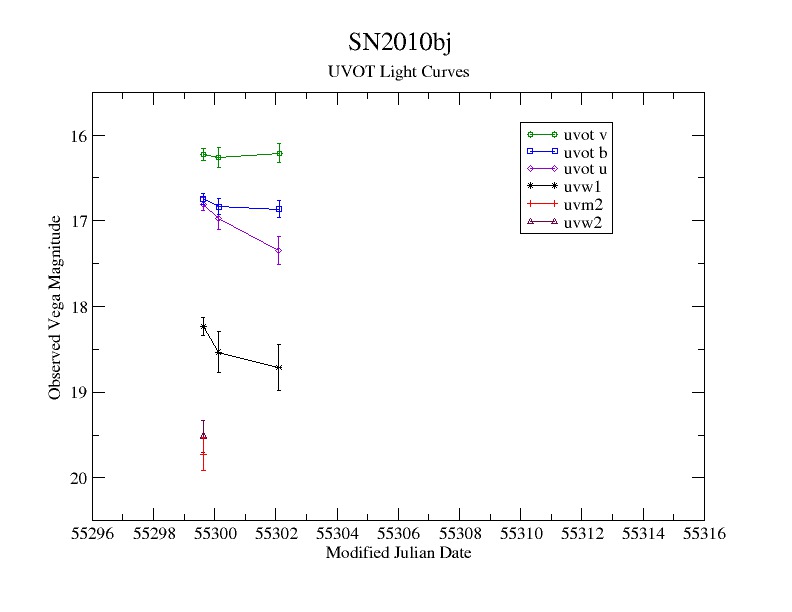 SN2010bj
UVOT Light Curves
uvot v
uvot b
uvot u
uvw1
uvm2
uvw2
Observed Vega Magnitude
16
17
18
19
20
55296 55298 55300 55302 55304 55306 55308 55310 55312 55314 55316
Modified Julian Date